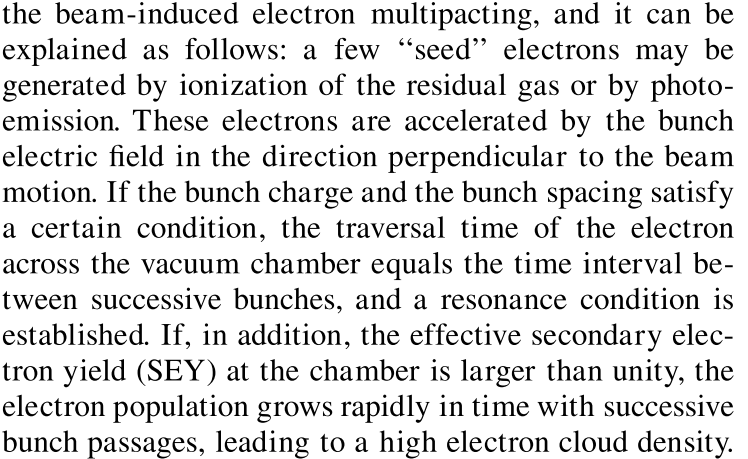 the beam-induced electron multipacting, and it can be
explained as follows: a few ‘‘seed’’ electrons may be
generated by ionization of the residual gas or by photo-
emission. These electrons are accelerated by the bunch
electric field in the direction perpendicular to the beam
motion. If the bunch charge and the bunch spacing satisfy
a certain condition, the traversal time of the electron
across the vacuum chamber equals the time interval be-
tween successive bunches, and a resonance condition is
established. If, in addition, the effective secondary elec-
tron yield (SEY) at the chamber is larger than unity, the
electron population grows rapidly in time with successive
bunch passages, leading to a high electron cloud density.